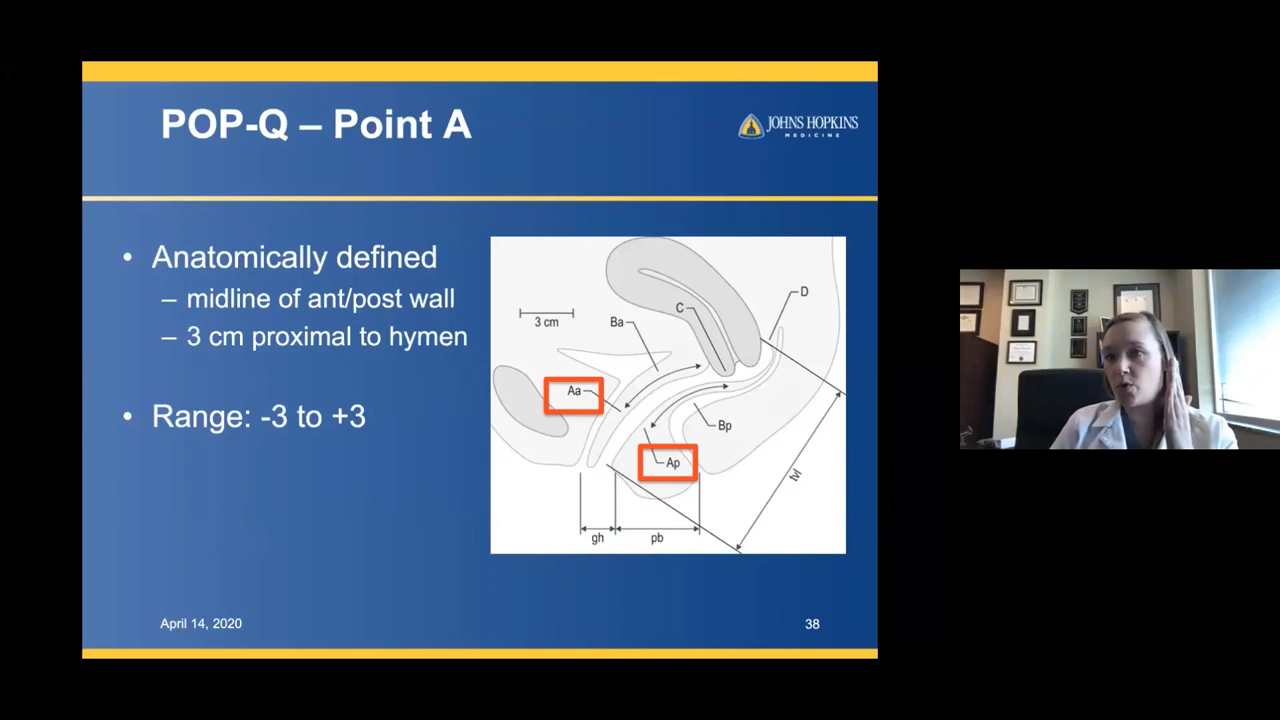 POP-Q – Point A
JOHNS HOPKINS
MEDICINE
• Anatomically defined
– midline of ant/post wall
– 3 cm proximal to hymen
• Range: -3 to +3
3 cm
Ba
C
D
Aa
Bp
Ap
tvl
gh
pb
April 14, 2020
38